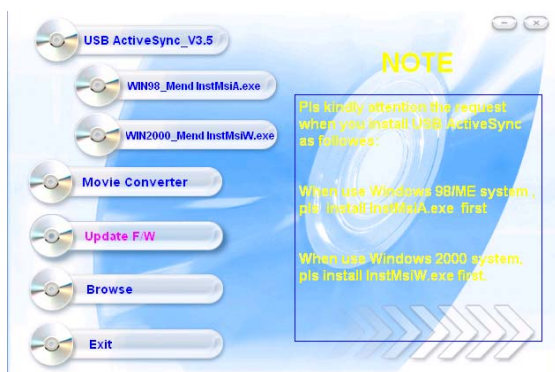 USB ActiveSync_V3.5
WIN98_Mend InstMsiA.exe
WIN2000_Mend InstMsiW.exe
Movie Converter
Update F/W
Browse
Exit
NOTE
Pls kindly attention the request
when you install USB ActiveSync
as followes:
When use Windows 98/ME system ,
pls install InstMsiA.exe first
When use Windows 2000 system,
pls install InstMsiW.exe first.